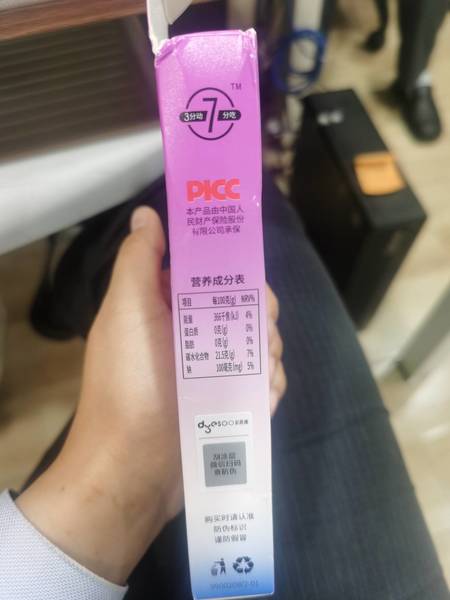 TM
3分动 7 分吃
PICC
本产品由中国人
民财产保险股份
有限公司承保
营养成分表
项目 每100克(g) NRV%
能量 366千焦(kJ) 4%
蛋白质 0克(g) 0%
脂肪 0克(g) 0%
碳水化合物 21.5克(g) 7%
钠 100毫克(mg) 5%
dyesoo
刮涂层
微信扫码
查防伪
购买时请认准
防伪标识
谨防假冒